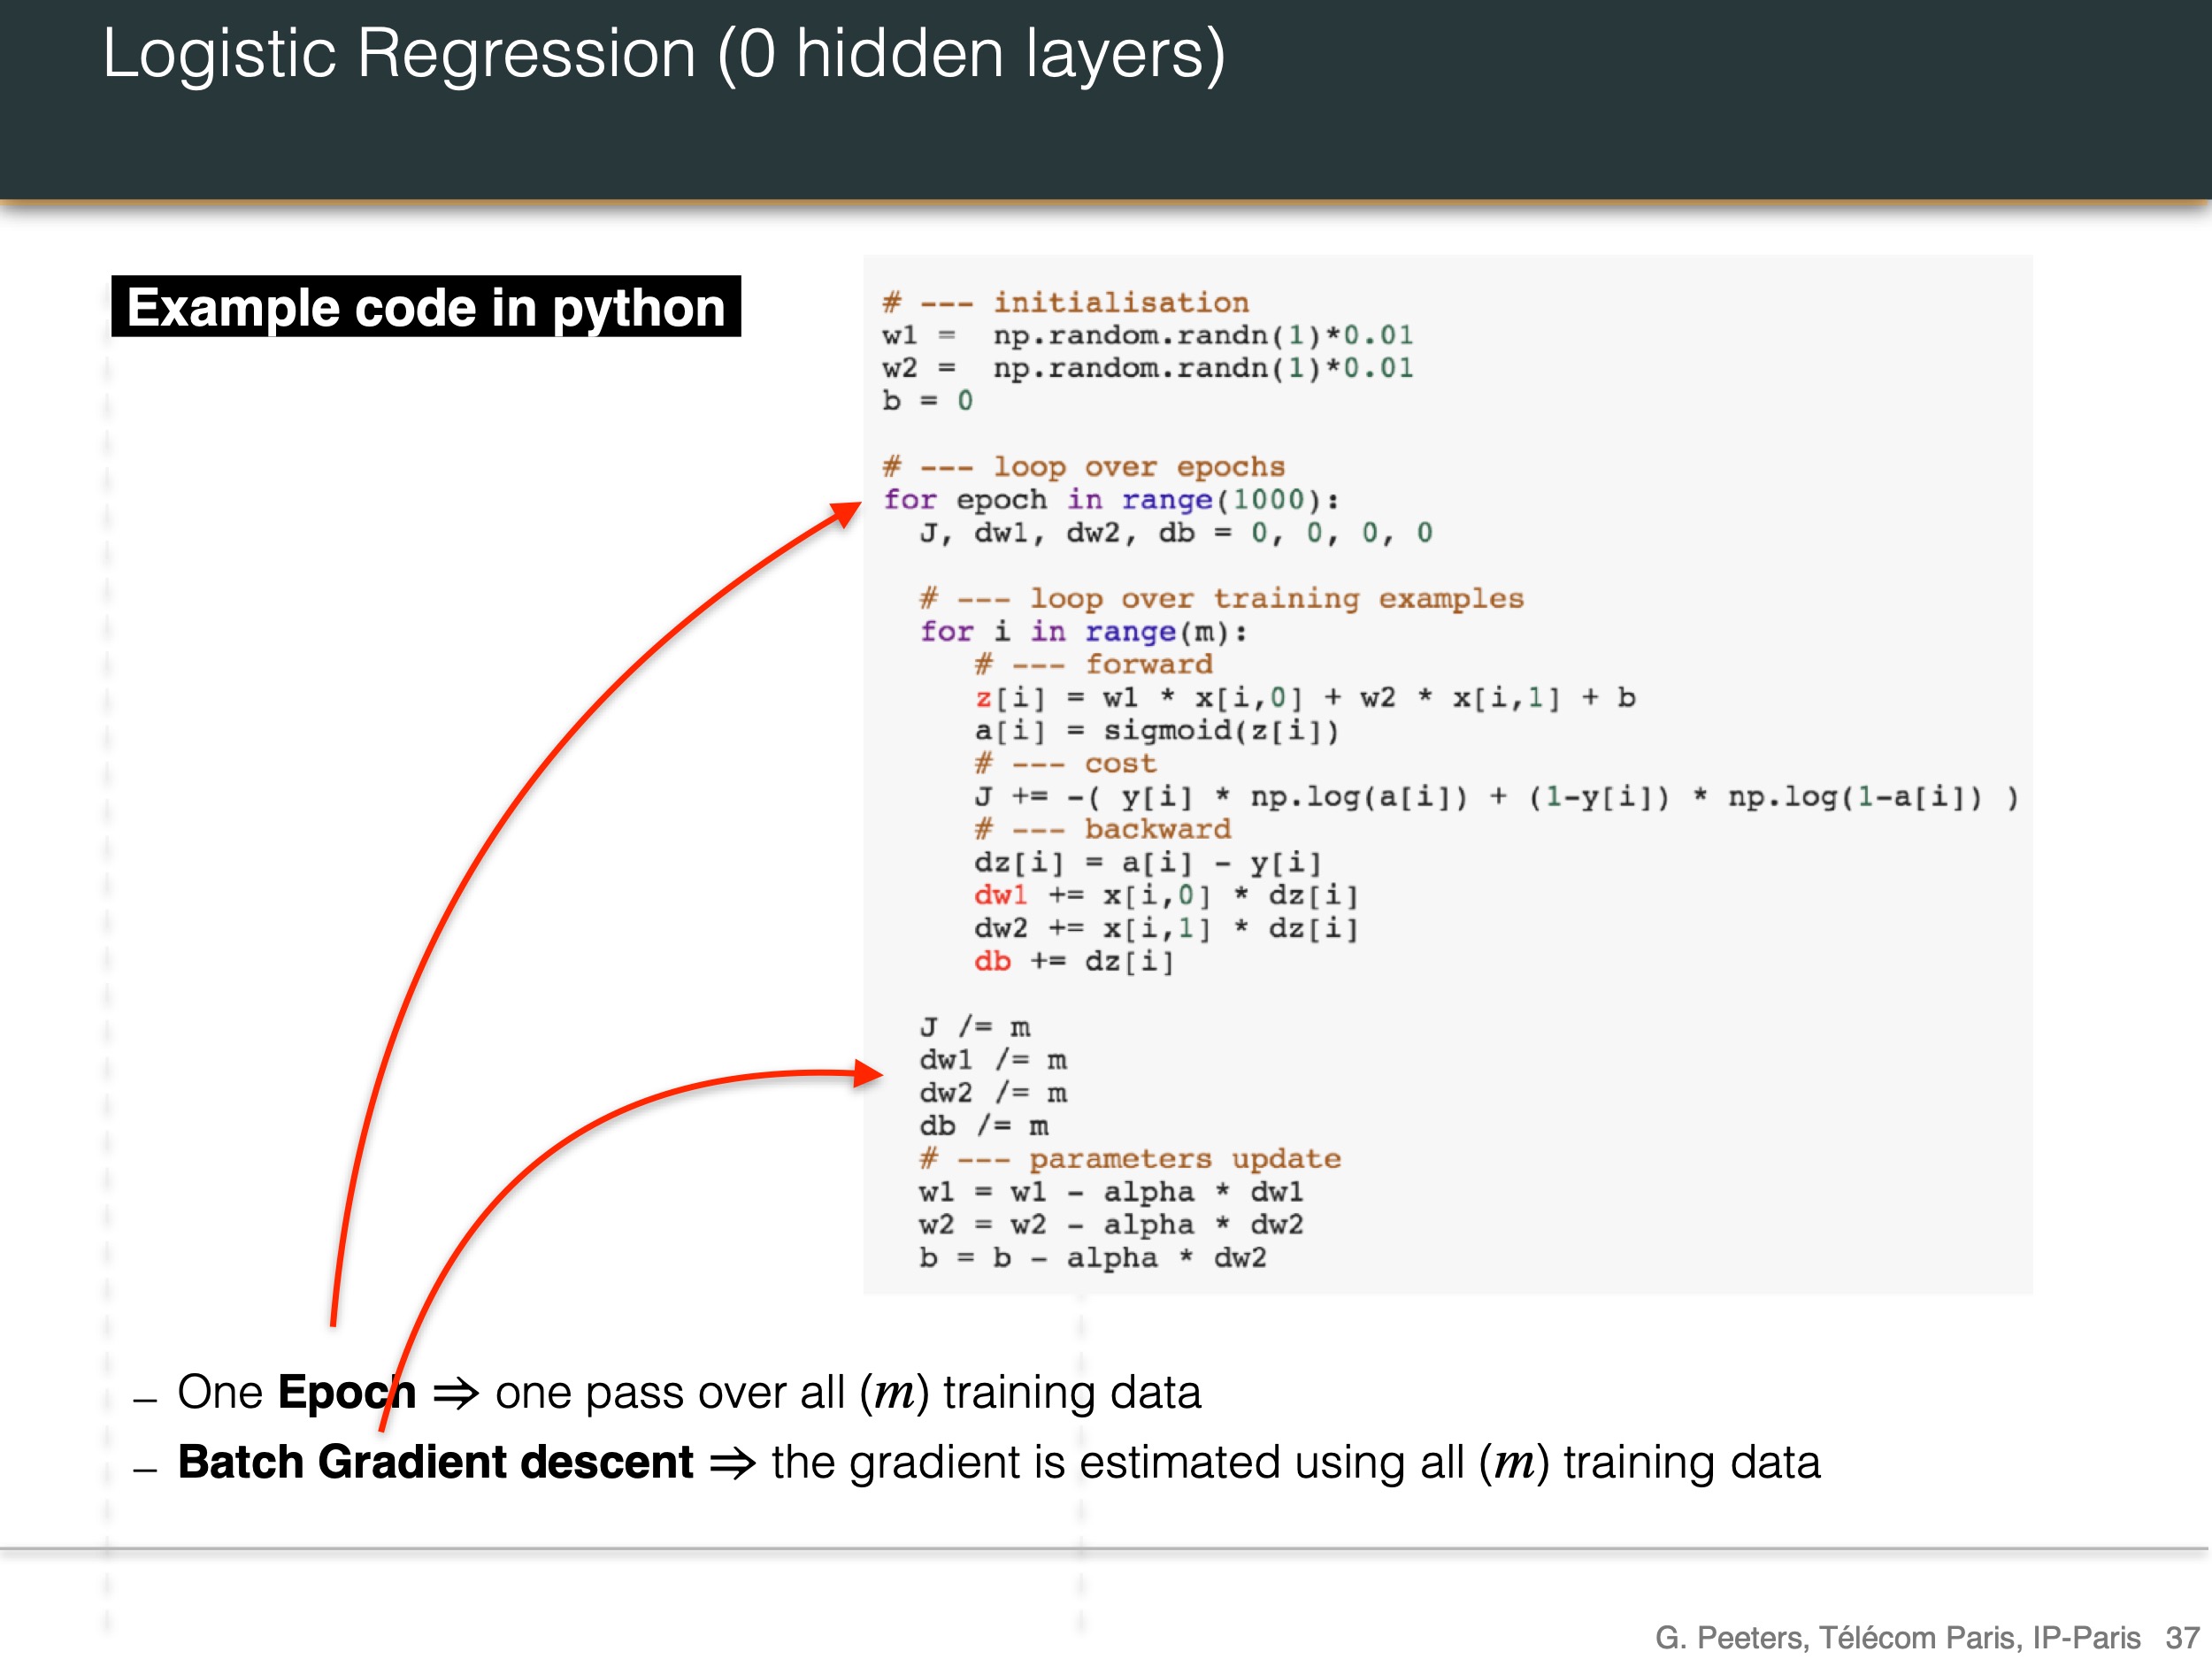 Logistic Regression (0 hidden layers)
Example code in python
# --- initialisation
w1 =  np.random.randn(1)*0.01
w2 =  np.random.randn(1)*0.01
b = 0
# --- loop over epochs
for epoch in range(1000):
  J, dw1, dw2, db = 0, 0, 0, 0
  # --- loop over training examples
  for i in range(m):
     # --- forward
     z[i] = w1 * x[i,0] + w2 * x[i,1] + b
     a[i] = sigmoid(z[i])
     # --- cost
     J += -( y[i] * np.log(a[i]) + (1-y[i]) * np.log(1-a[i]) )
     # --- backward
     dz[i] = a[i] - y[i]
     dw1 += x[i,0] * dz[i]
     dw2 += x[i,1] * dz[i]
     db += dz[i]
  J /= m
  dw1 /= m
  dw2 /= m
  db /= m
  # --- parameters update
  w1 = w1 - alpha * dw1
  w2 = w2 - alpha * dw2
  b = b - alpha * dw2
– One Epoch ⇒ one pass over all (m) training data
– Batch Gradient descent ⇒ the gradient is estimated using all (m) training data
G. Peeters, Télécom Paris, IP-Paris 37